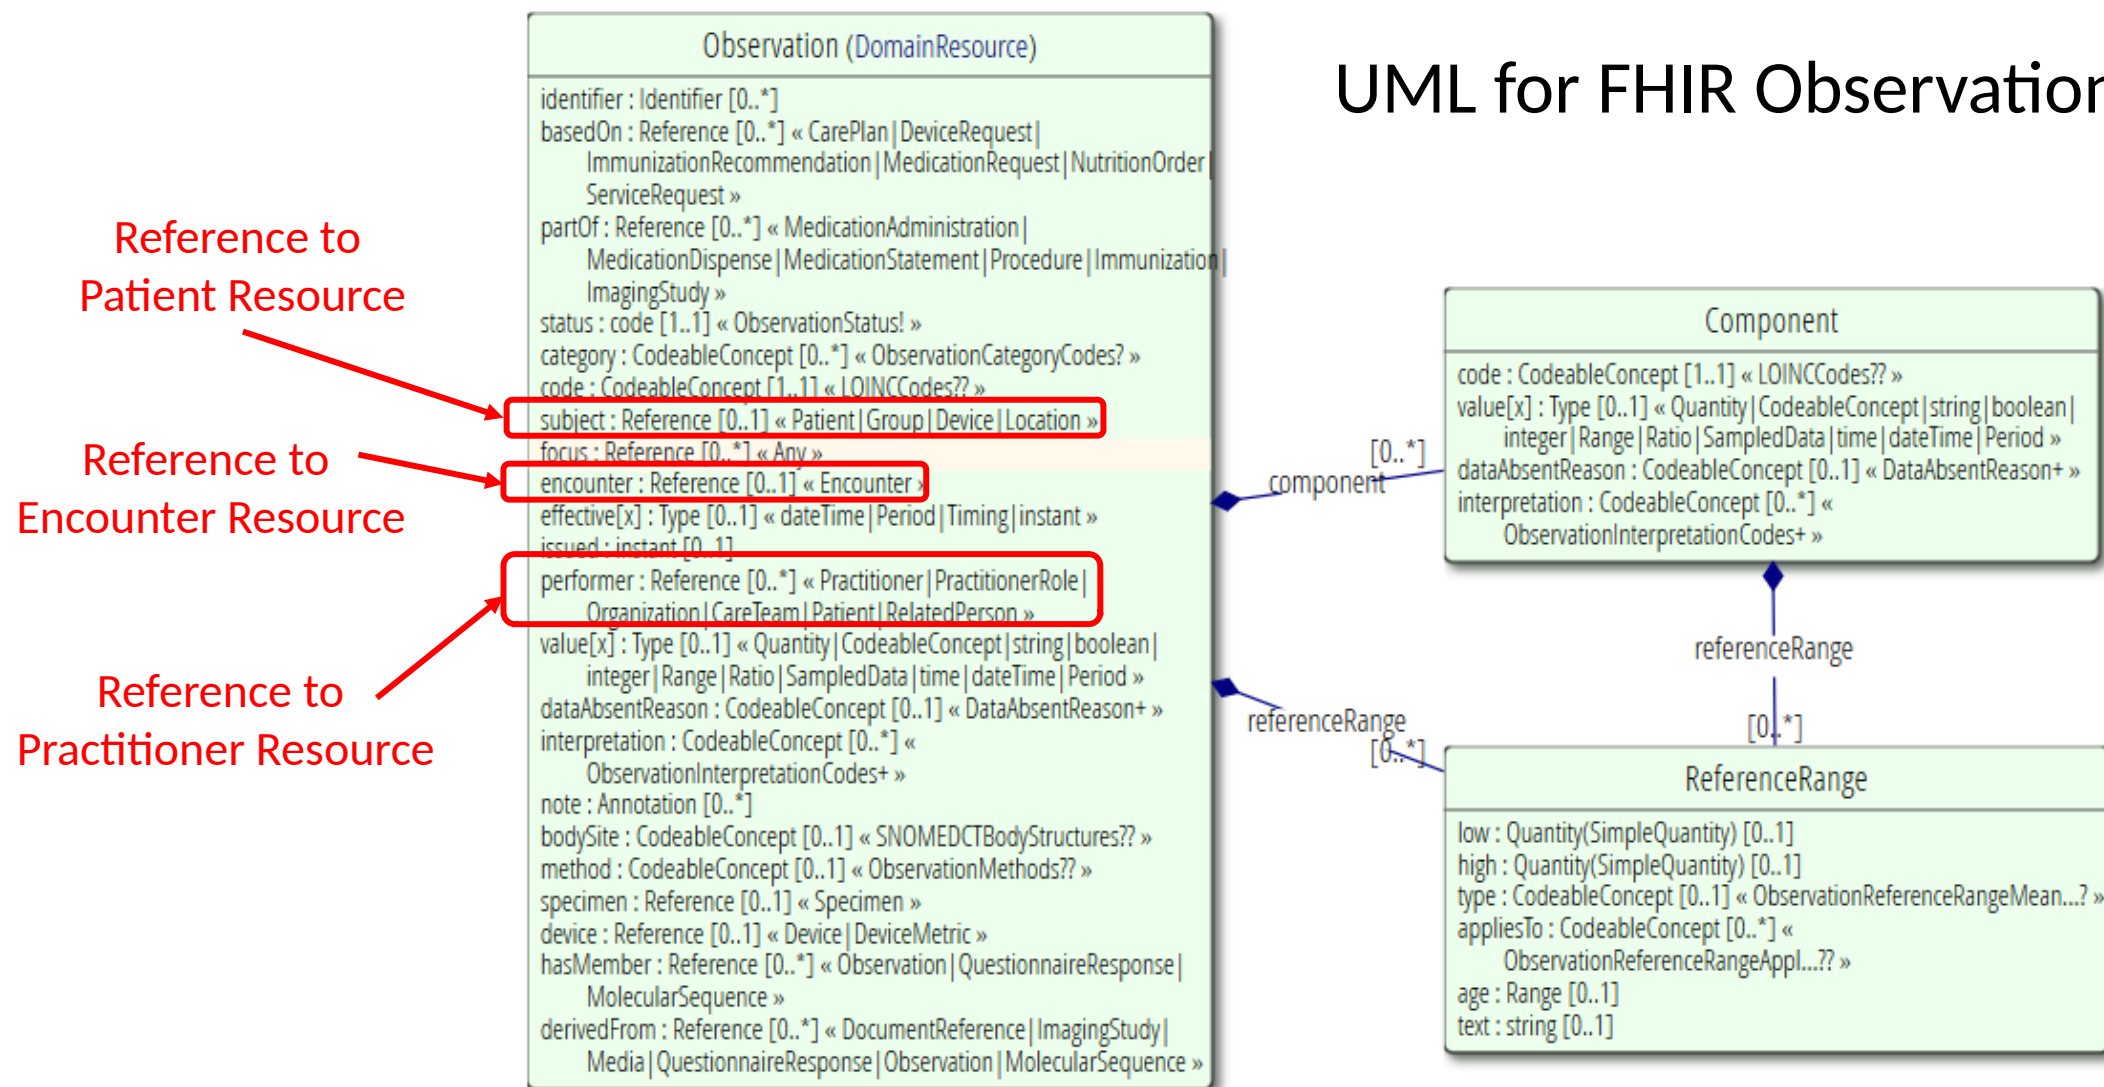 UML for FHIR Observation
Reference to
Patient Resource
Reference to
Encounter Resource
Reference to
Practitioner Resource
Observation (DomainResource)
identifier : Identifier [0..*]
basedOn : Reference [0..*] « CarePlan|DeviceRequest|
ImmunizationRecommendation|MedicationRequest|NutritionOrder|
ServiceRequest »
partOf : Reference [0..*] « MedicationAdministration|
MedicationDispense|MedicationStatement|Procedure|Immunization|
ImagingStudy »
status : code [1..1] « ObservationStatus! »
category : CodeableConcept [0..*] « ObservationCategoryCodes? »
code : CodeableConcept [1..1] « LOINCCodes?? »
subject : Reference [0..1] « Patient|Group|Device|Location »
focus : Reference [0..*] « Any »
encounter : Reference [0..1] « Encounter »
effective[x] : Type [0..1] « dateTime|Period|Timing|instant »
issued : instant [0..1]
performer : Reference [0..*] « Practitioner|PractitionerRole|
Organization|CareTeam|Patient|RelatedPerson »
value[x] : Type [0..1] « Quantity|CodeableConcept|string|boolean|
integer|Range|Ratio|SampledData|time|dateTime|Period »
dataAbsentReason : CodeableConcept [0..1] « DataAbsentReason+ »
interpretation : CodeableConcept [0..*] «
ObservationInterpretationCodes+ »
note : Annotation [0..*]
bodySite : CodeableConcept [0..1] « SNOMEDCTBodyStructures?? »
method : CodeableConcept [0..1] « ObservationMethods?? »
specimen : Reference [0..1] « Specimen »
device : Reference [0..1] « Device|DeviceMetric »
hasMember : Reference [0..*] « Observation|QuestionnaireResponse|
MolecularSequence »
derivedFrom : Reference [0..*] « DocumentReference|ImagingStudy|
Media|QuestionnaireResponse|Observation|MolecularSequence »
[0..*]
component
referenceRange
[0..*]
Component
code : CodeableConcept [1..1] « LOINCCodes?? »
value[x] : Type [0..1] « Quantity|CodeableConcept|string|boolean|
integer|Range|Ratio|SampledData|time|dateTime|Period »
dataAbsentReason : CodeableConcept [0..1] « DataAbsentReason+ »
interpretation : CodeableConcept [0..*] «
ObservationInterpretationCodes+ »
referenceRange
[0..*]
ReferenceRange
low : Quantity(SimpleQuantity) [0..1]
high : Quantity(SimpleQuantity) [0..1]
type : CodeableConcept [0..1] « ObservationReferenceRangeMean...? »
appliesTo : CodeableConcept [0..*] «
ObservationReferenceRangeAppl...?? »
age : Range [0..1]
text : string [0..1]